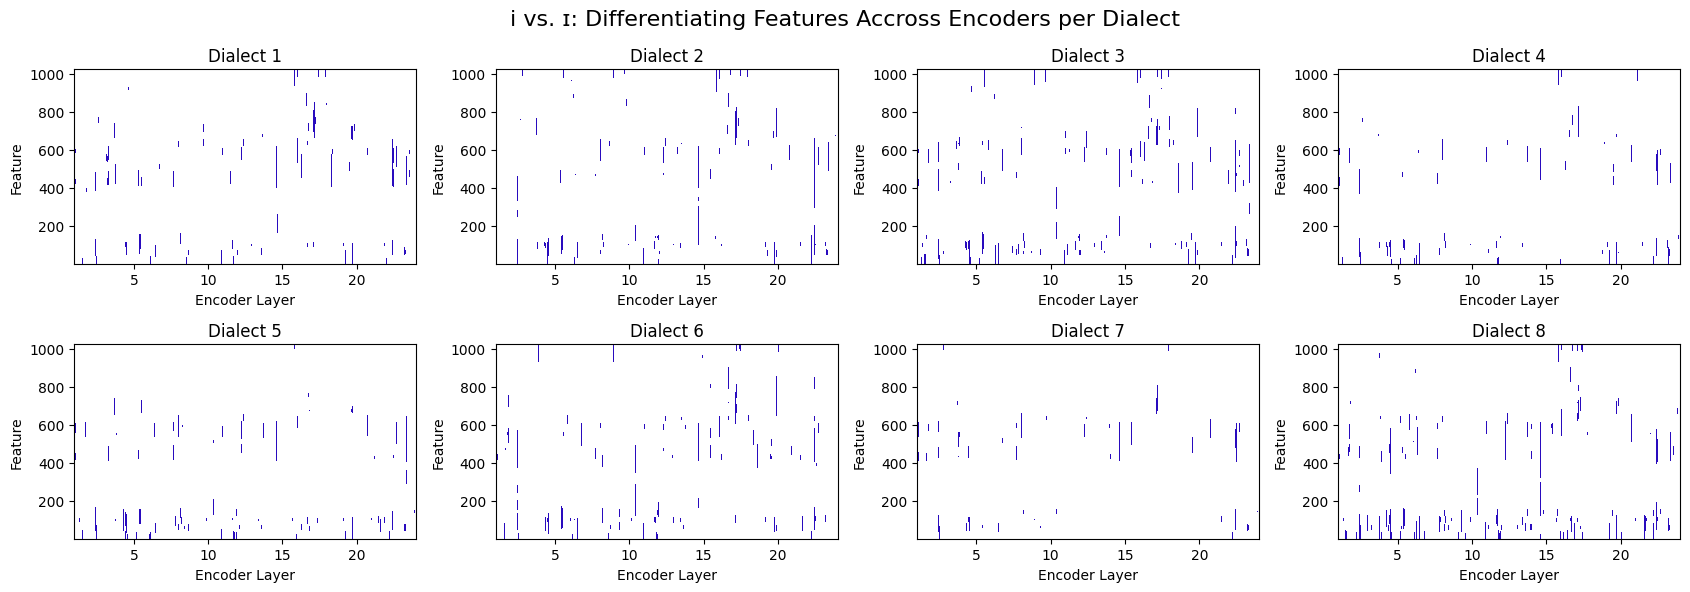 i vs. ɪ: Differentiating Features Accross Encoders per Dialect
Dialect 1
Dialect 2
Dialect 3
Dialect 4
1000
800
600
400
200
Feature
5 10 15 20
Encoder Layer
1000
800
600
400
200
Feature
5 10 15 20
Encoder Layer
1000
800
600
400
200
Feature
5 10 15 20
Encoder Layer
1000
800
600
400
200
Feature
5 10 15 20
Encoder Layer
Dialect 5
Dialect 6
Dialect 7
Dialect 8
1000
800
600
400
200
Feature
5 10 15 20
Encoder Layer
1000
800
600
400
200
Feature
5 10 15 20
Encoder Layer
1000
800
600
400
200
Feature
5 10 15 20
Encoder Layer
1000
800
600
400
200
Feature
5 10 15 20
Encoder Layer